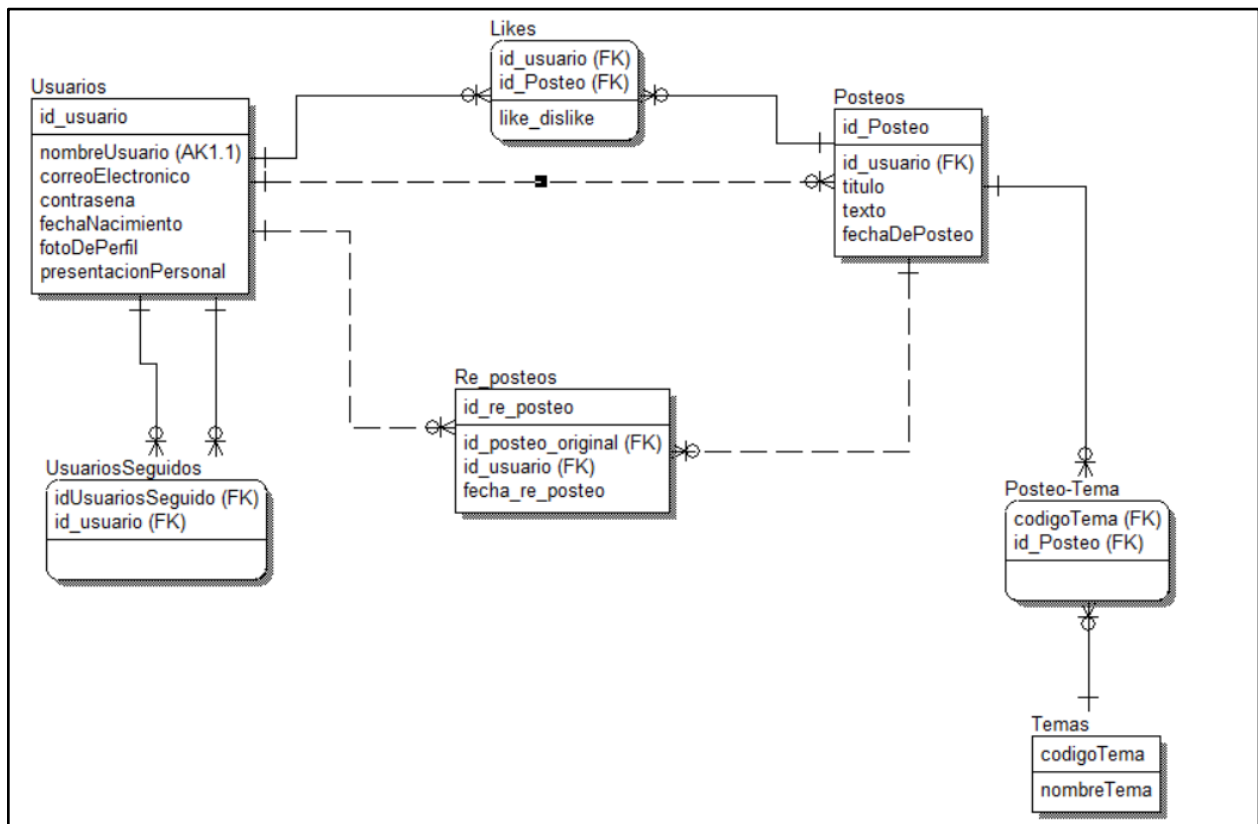 Likes
id_usuario (FK)
id_Posteo (FK)
like_dislike
Usuarios
id_usuario
nombreUsuario (AK1.1)
correoElectronico
contrasena
fechaNacimiento
fotoDePerfil
presentacionPersonal
Posteos
id_Posteo
id_usuario (FK)
titulo
texto
fechaDePosteo
Re_posteos
id_re_posteo
id_posteo_original (FK)
id_usuario (FK)
fecha_re_posteo
UsuariosSeguidos
idUsuariosSeguido (FK)
id_usuario (FK)
Posteo-Tema
codigoTema (FK)
id_Posteo (FK)
Temas
codigoTema
nombreTema